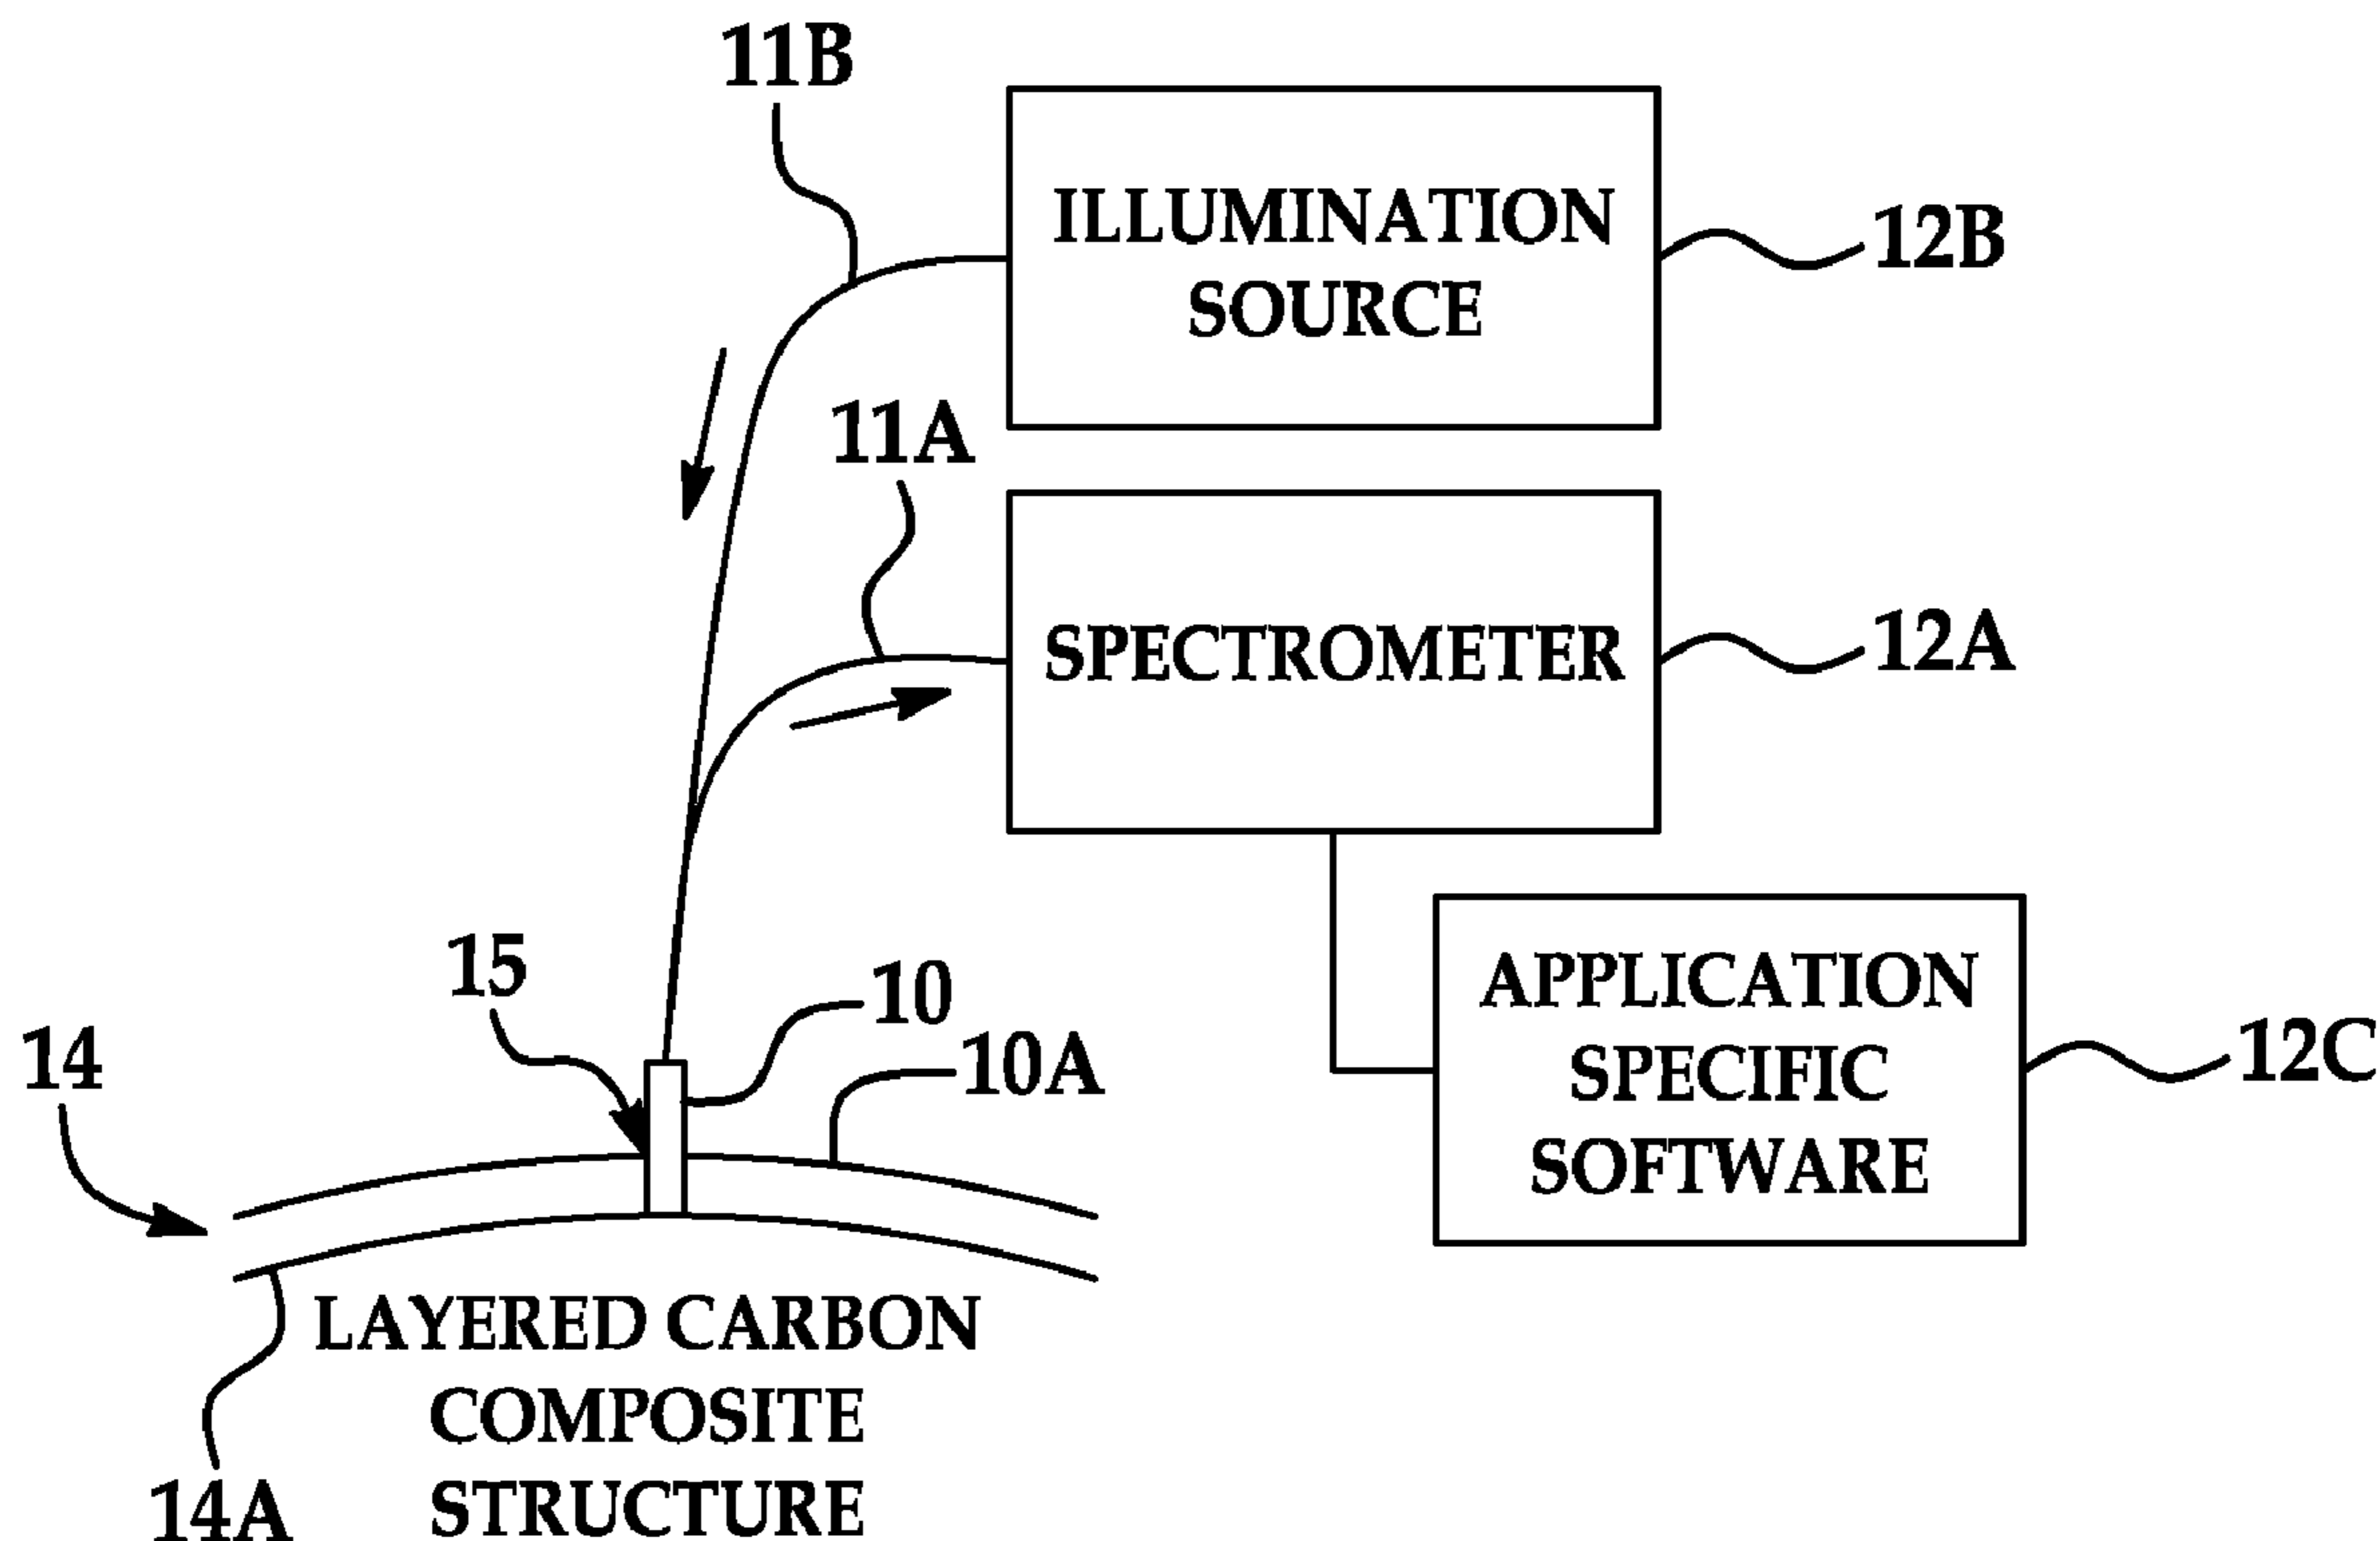 11B
ILLUMINATION
SOURCE
12B
11A
SPECTROMETER
12A
15
10
10A
14
APPLICATION
SPECIFIC
SOFTWARE
12C
LAYERED CARBON
COMPOSITE
STRUCTURE
14A